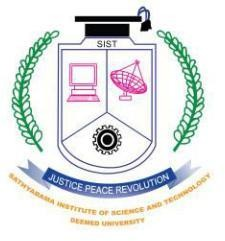 SIST
JUSTICE PEACE REVOLUTION
SATHYABAMA INSTITUTE OF SCIENCE AND TECHNOLOGY
DEEMED UNIVERSITY